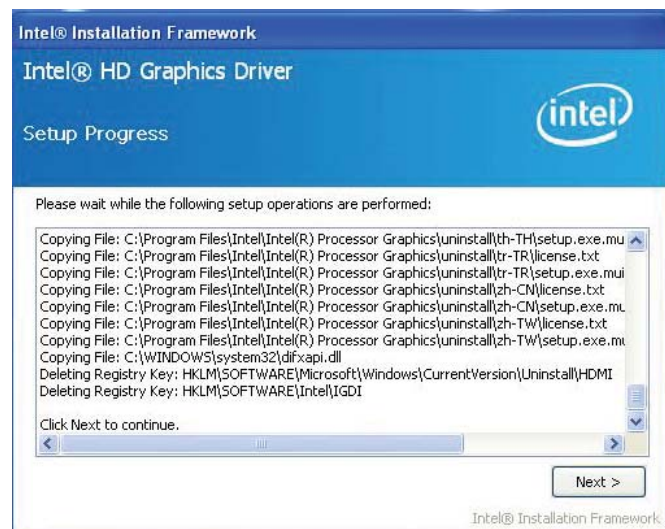 Intel® Installation Framework
Intel® HD Graphics Driver
intel
Setup Progress
Please wait while the following setup operations are performed:
Copying File: C:\Program Files\Intel\Intel(R) Processor Graphics\uninstall\th-TH\setup.exe.mu
Copying File: C:\Program Files\Intel\Intel(R) Processor Graphics\uninstall\tr-TR\license.txt
Copying File: C:\Program Files\Intel\Intel(R) Processor Graphics\uninstall\tr-TR\setup.exe.mui
Copying File: C:\Program Files\Intel\Intel(R) Processor Graphics\uninstall\zh-CN\license.txt
Copying File: C:\Program Files\Intel\Intel(R) Processor Graphics\uninstall\zh-CN\setup.exe.mu
Copying File: C:\Program Files\Intel\Intel(R) Processor Graphics\uninstall\zh-TW\license.txt
Copying File: C:\Program Files\Intel\Intel(R) Processor Graphics\uninstall\zh-TW\setup.exe.mu
Copying File: C:\WINDOWS\system32\difxapi.dll
Deleting Registry Key: HKLM\SOFTWARE\Microsoft\Windows\CurrentVersion\Uninstall\HDMI
Deleting Registry Key: HKLM\SOFTWARE\Intel\IGDI
Click Next to continue.
Next >
Intel® Installation Framework